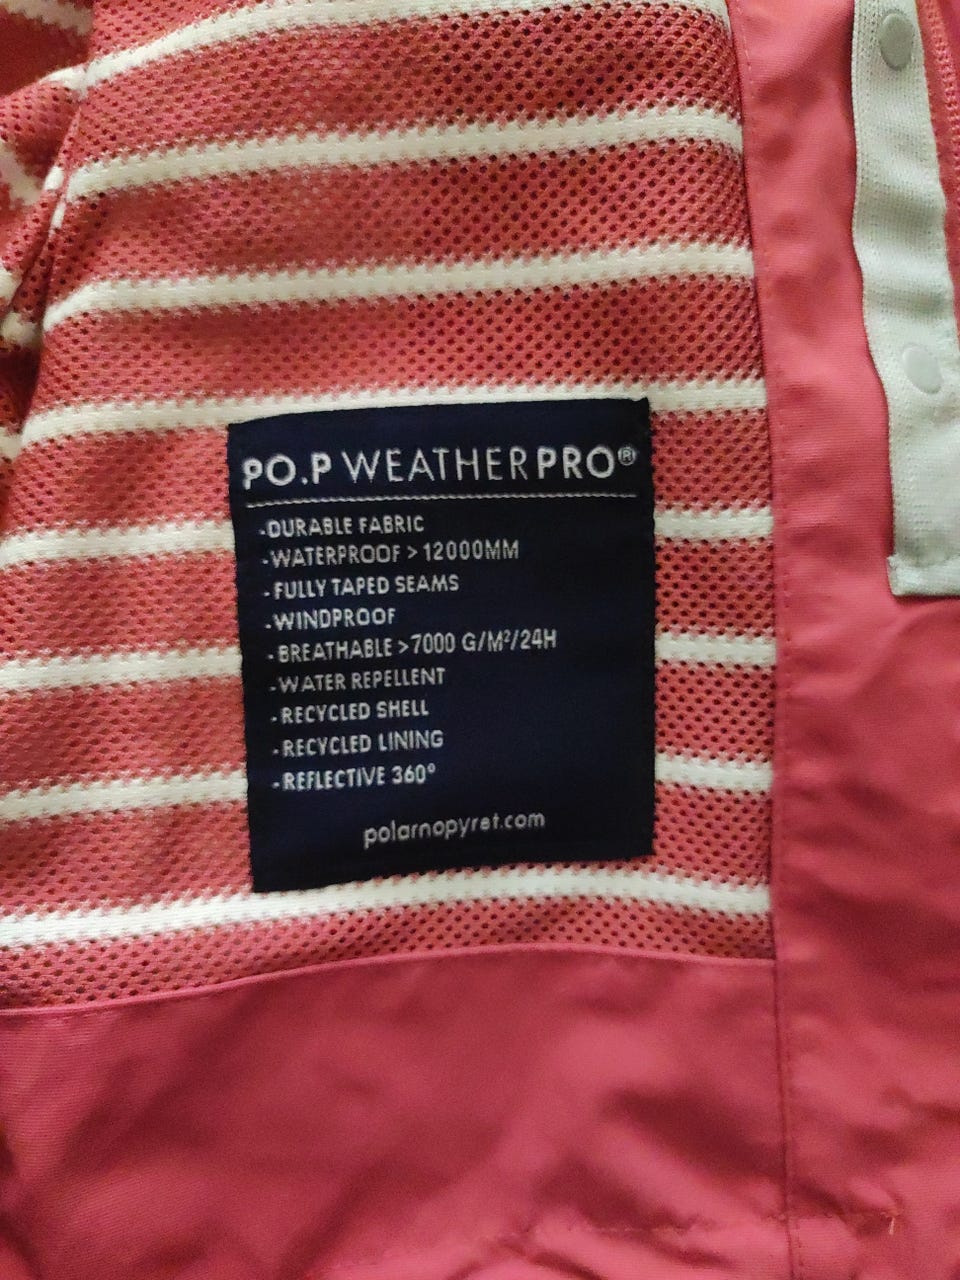 PO.P WEATHERPRO®
-DURABLE FABRIC
-WATERPROOF > 12000MM
-FULLY TAPED SEAMS
-WINDPROOF
-BREATHABLE >7000 G/M²/24H
-WATER REPELLENT
-RECYCLED SHELL
-RECYCLED LINING
-REFLECTIVE 360°
polarnopyret.com